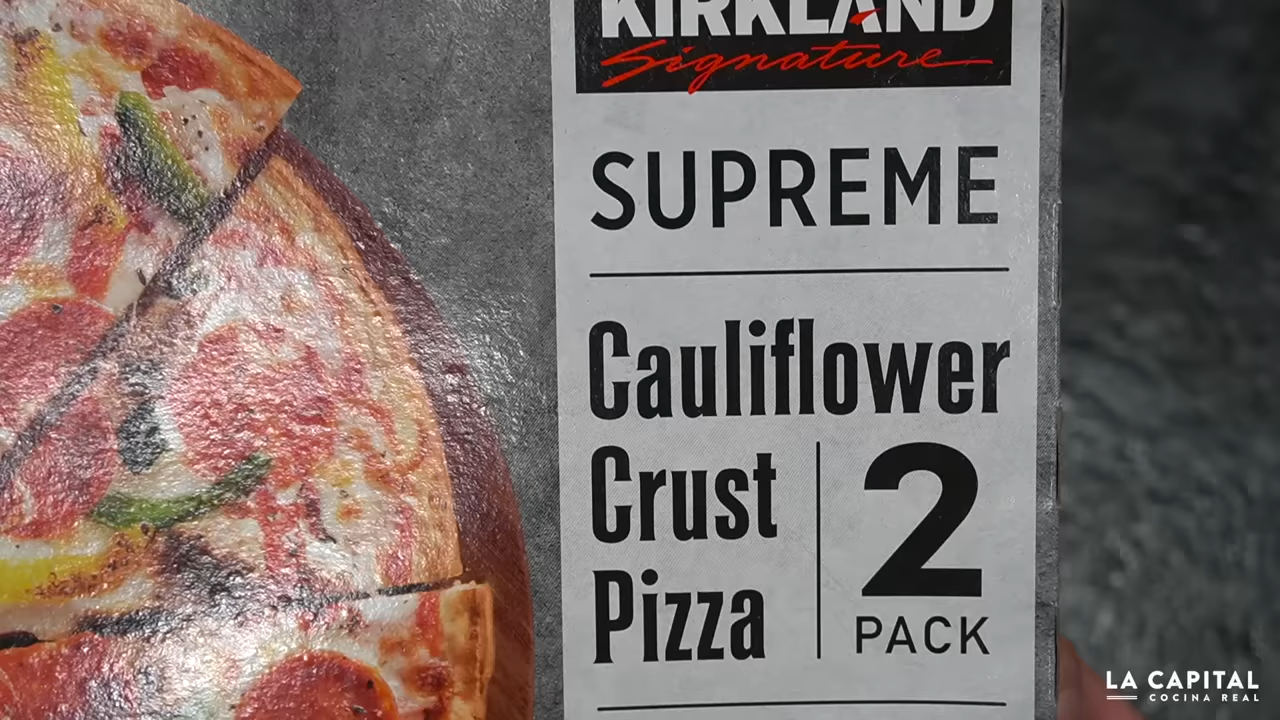 KIRKLAND
Signature
SUPREME
Cauliflower
Crust
Pizza
2
PACK
LA CAPITAL
COCINA REAL